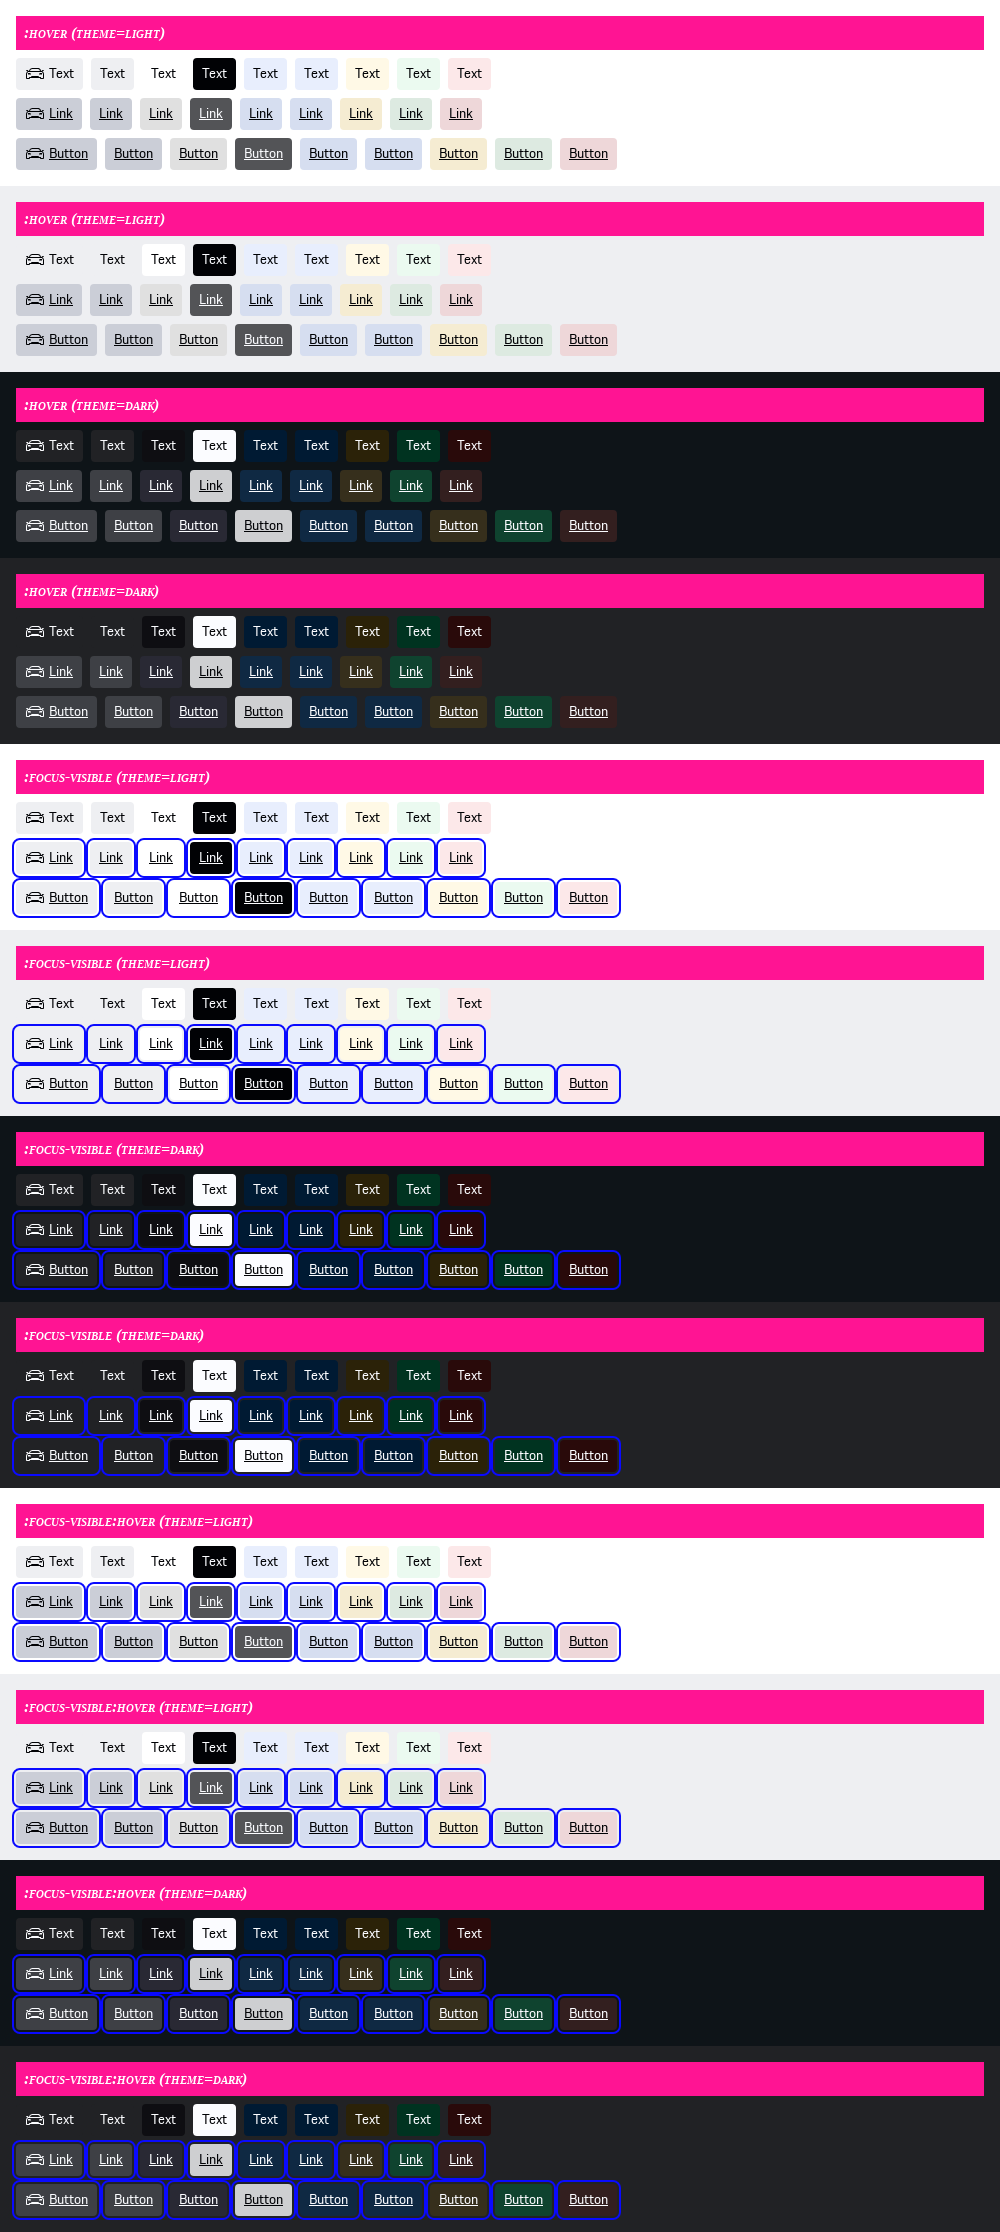 :HOVER (THEME=LIGHT)
Text Text Text Text Text Text Text Text Text
Link Link Link Link Link Link Link Link Link
Button Button Button Button Button Button Button Button Button
:HOVER (THEME=LIGHT)
Text Text Text Text Text Text Text Text Text
Link Link Link Link Link Link Link Link Link
Button Button Button Button Button Button Button Button Button
:HOVER (THEME=DARK)
Text Text Text Text Text Text Text Text Text
Link Link Link Link Link Link Link Link Link
Button Button Button Button Button Button Button Button Button
:HOVER (THEME=DARK)
Text Text Text Text Text Text Text Text Text
Link Link Link Link Link Link Link Link Link
Button Button Button Button Button Button Button Button Button
:FOCUS-VISIBLE (THEME=LIGHT)
Text Text Text Text Text Text Text Text Text
Link Link Link Link Link Link Link Link Link
Button Button Button Button Button Button Button Button Button
:FOCUS-VISIBLE (THEME=LIGHT)
Text Text Text Text Text Text Text Text Text
Link Link Link Link Link Link Link Link Link
Button Button Button Button Button Button Button Button Button
:FOCUS-VISIBLE (THEME=DARK)
Text Text Text Text Text Text Text Text Text
Link Link Link Link Link Link Link Link Link
Button Button Button Button Button Button Button Button Button
:FOCUS-VISIBLE (THEME=DARK)
Text Text Text Text Text Text Text Text Text
Link Link Link Link Link Link Link Link Link
Button Button Button Button Button Button Button Button Button
:FOCUS-VISIBLE:HOVER (THEME=LIGHT)
Text Text Text Text Text Text Text Text Text
Link Link Link Link Link Link Link Link Link
Button Button Button Button Button Button Button Button Button
:FOCUS-VISIBLE:HOVER (THEME=LIGHT)
Text Text Text Text Text Text Text Text Text
Link Link Link Link Link Link Link Link Link
Button Button Button Button Button Button Button Button Button
:FOCUS-VISIBLE:HOVER (THEME=DARK)
Text Text Text Text Text Text Text Text Text
Link Link Link Link Link Link Link Link Link
Button Button Button Button Button Button Button Button Button
:FOCUS-VISIBLE:HOVER (THEME=DARK)
Text Text Text Text Text Text Text Text Text
Link Link Link Link Link Link Link Link Link
Button Button Button Button Button Button Button Button Button